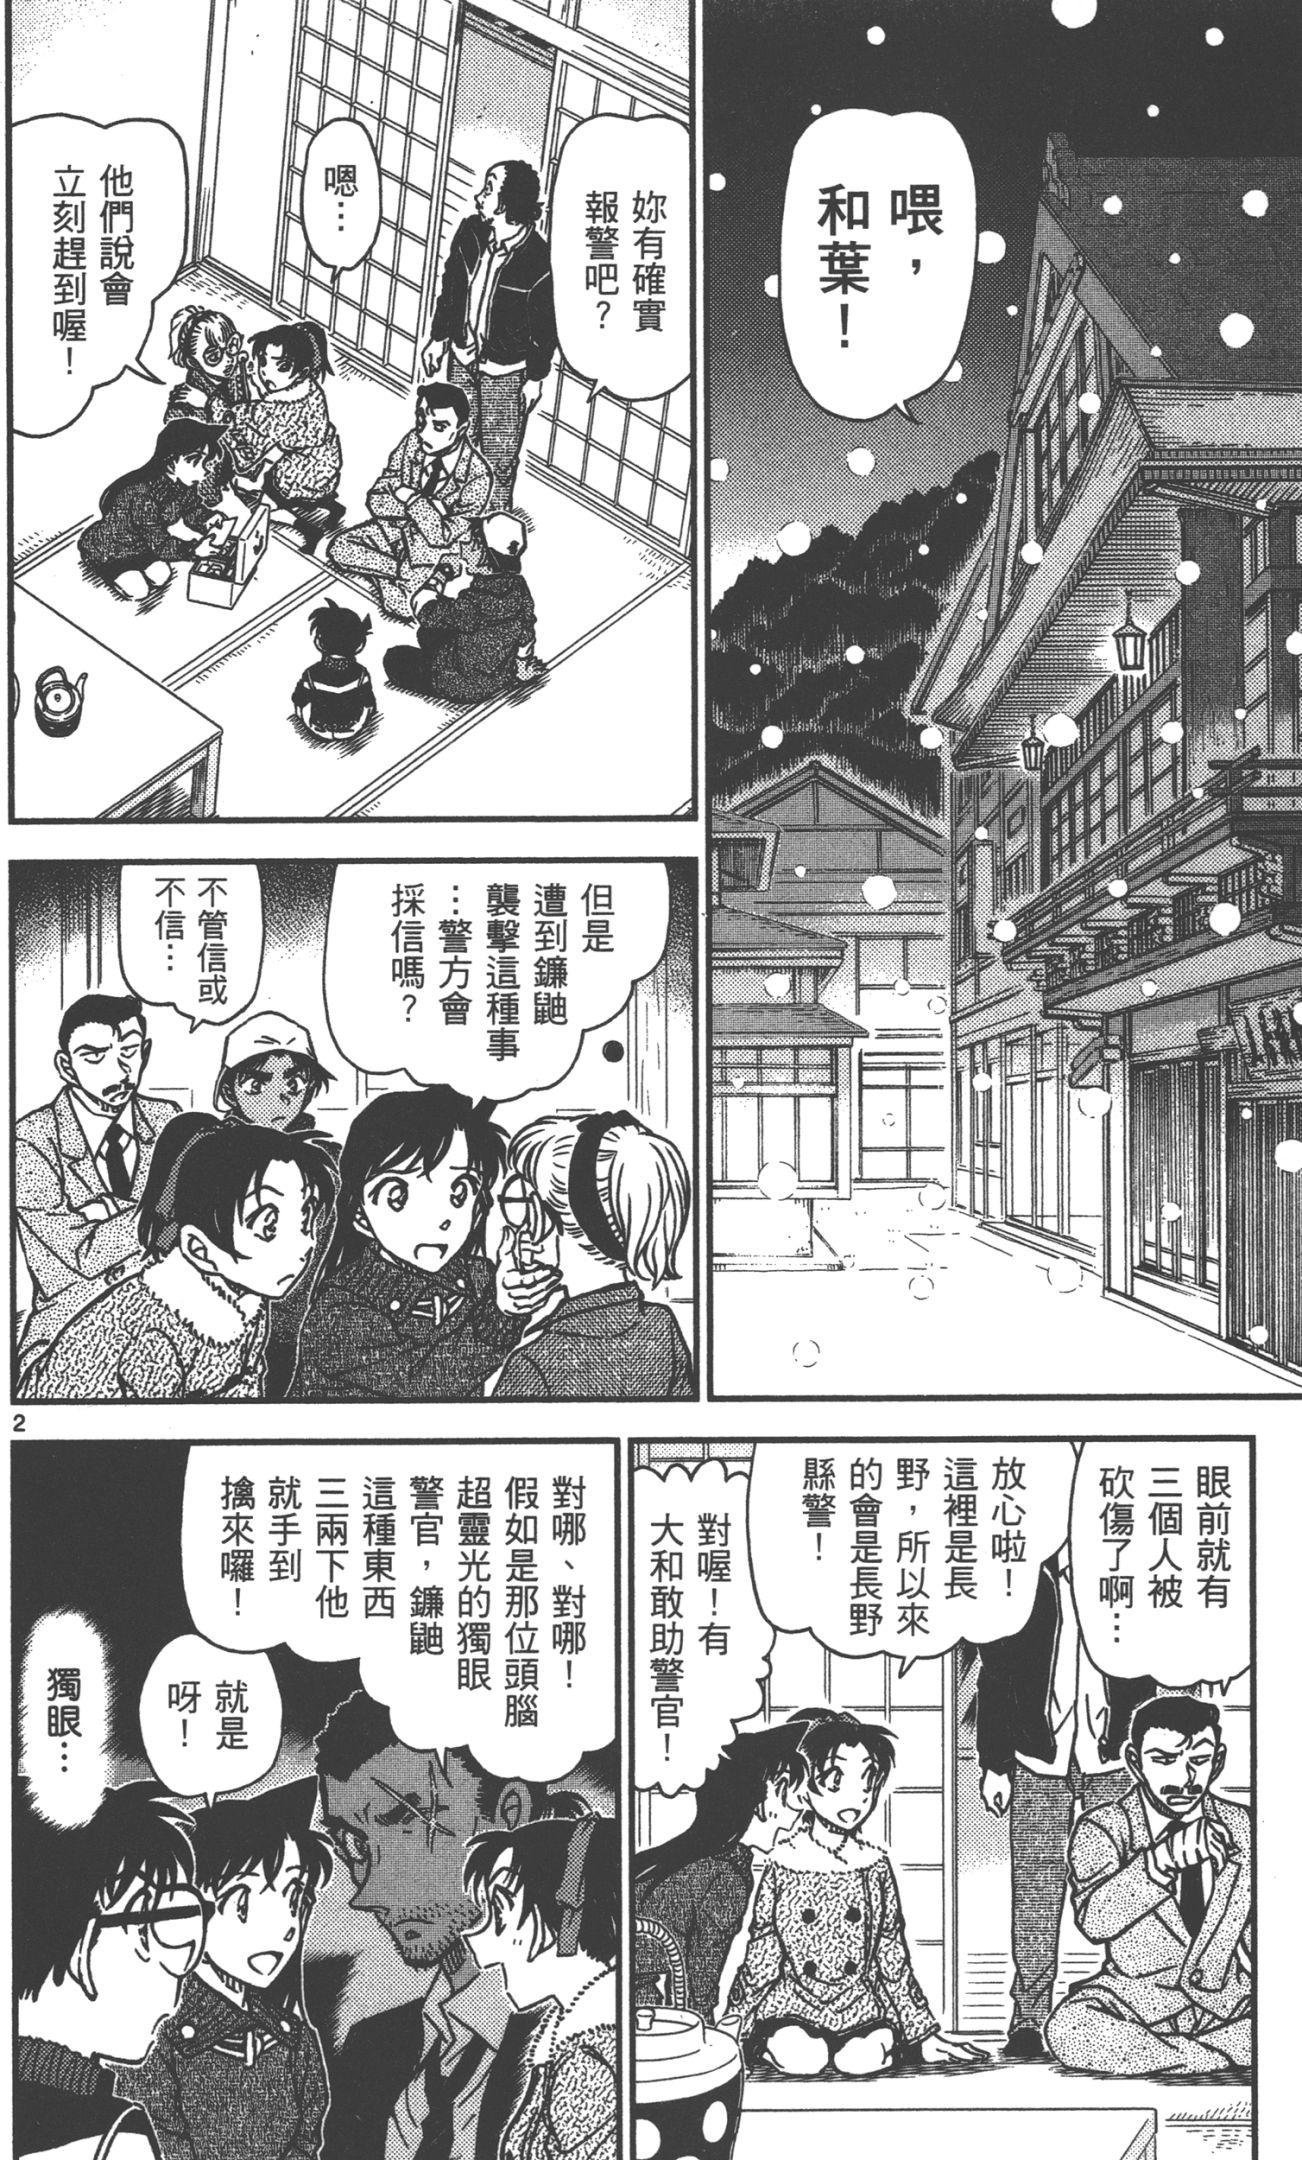 喂，
和葉！
妳有確實
報警吧？
嗯…
他們說會
立刻趕到喔！
但是
遭到鐮鼬
襲擊這種事
…警方會
採信嗎？
不管信或
不信…
2
眼前就有
三個人被
砍傷了啊…
放心啦！
這裡是長
野，所以來
的會是長野
縣警！
對喔！有
大和敢助警官！
對哪、對哪！
假如是那位頭腦
超靈光的獨眼
警官，鐮鼬
這種東西
三兩下他
就手到
擒來囉！
就是
呀！
獨眼…